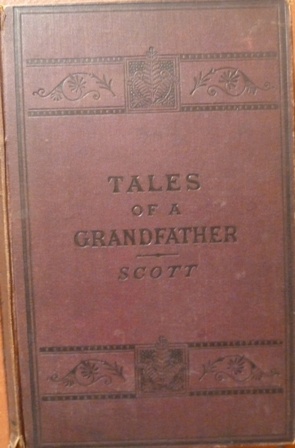 TALES
OF A
GRANDFATHER
SCOTT